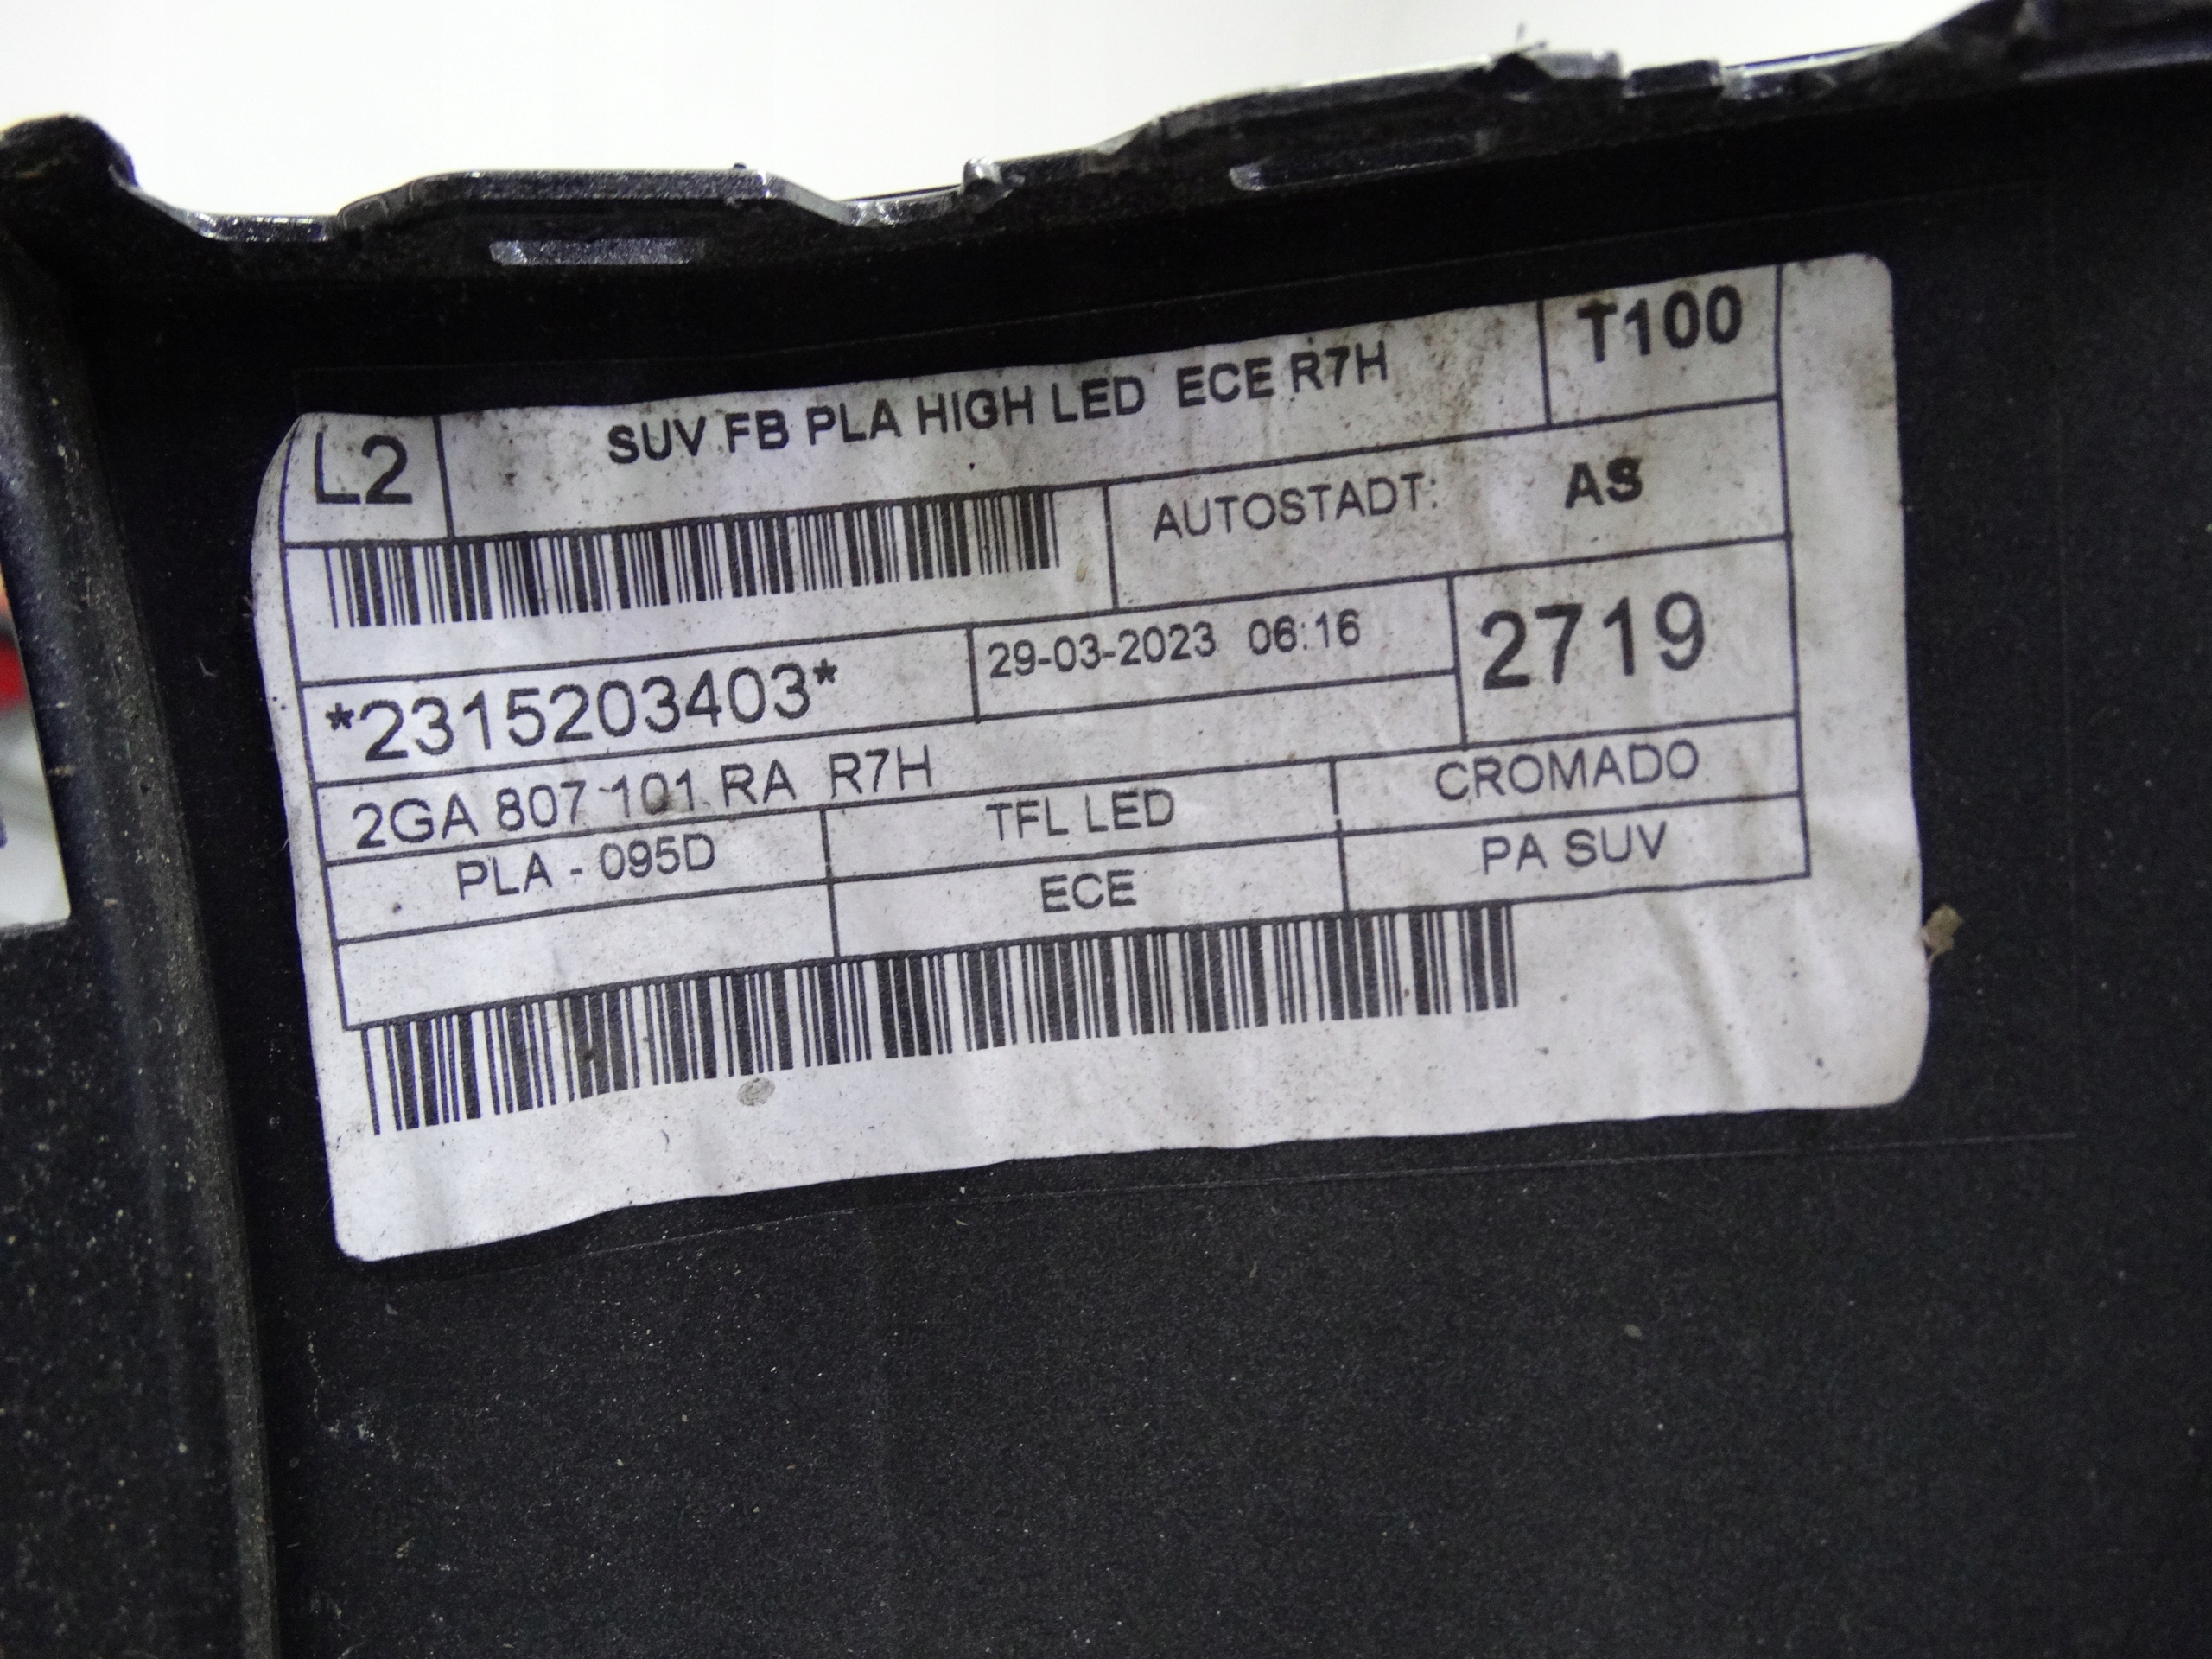 L2 SUV FB PLA HIGH LED ECE R7H T100
AUTOSTADT: AS
*2315203403* 29-03-2023 06:16 2719
2GA 807 101 RA R7H
TFL LED CROMADO
PLA - 095D ECE PA SUV